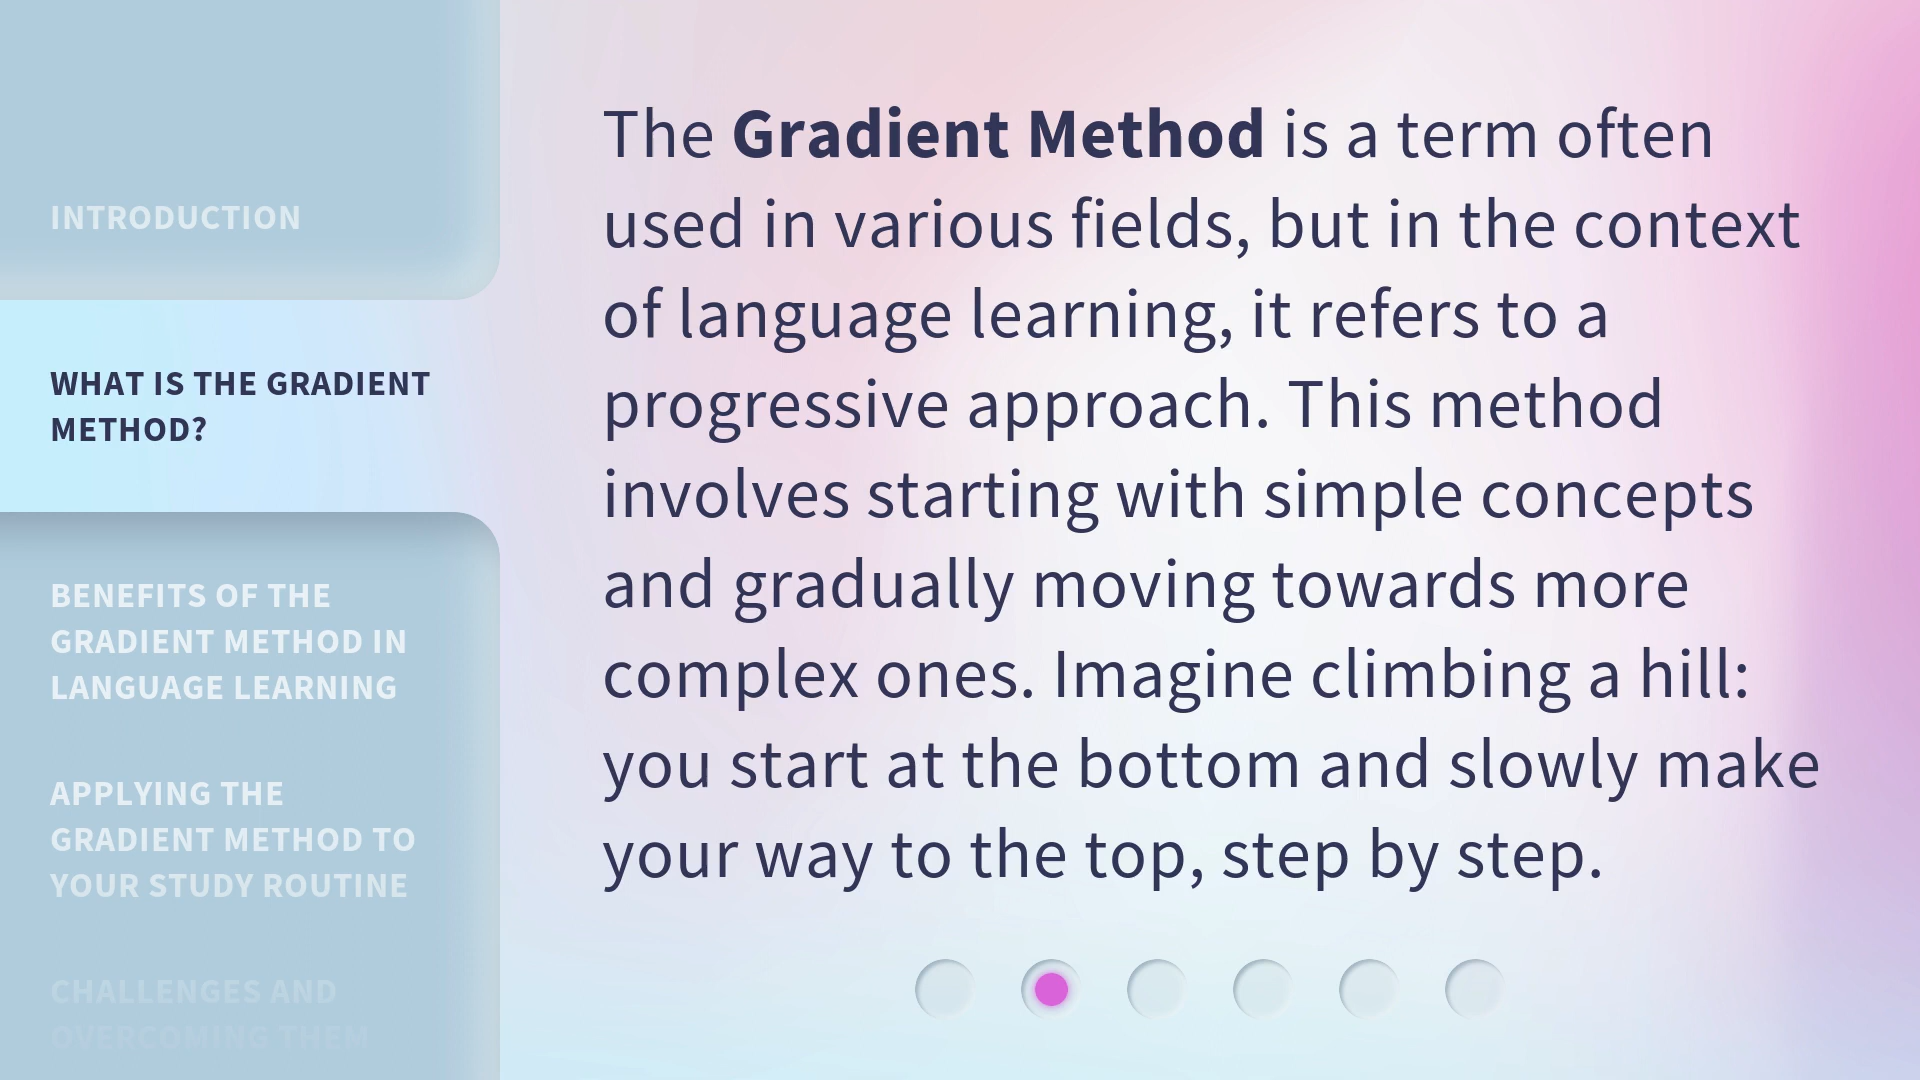 INTRODUCTION
WHAT IS THE GRADIENT
METHOD?
BENEFITS OF THE
GRADIENT METHOD IN
LANGUAGE LEARNING
APPLYING THE
GRADIENT METHOD TO
YOUR STUDY ROUTINE
CHALLENGES AND
OVERCOMING THEM
The Gradient Method is a term often
used in various fields, but in the context
of language learning, it refers to a
progressive approach. This method
involves starting with simple concepts
and gradually moving towards more
complex ones. Imagine climbing a hill:
you start at the bottom and slowly make
your way to the top, step by step.